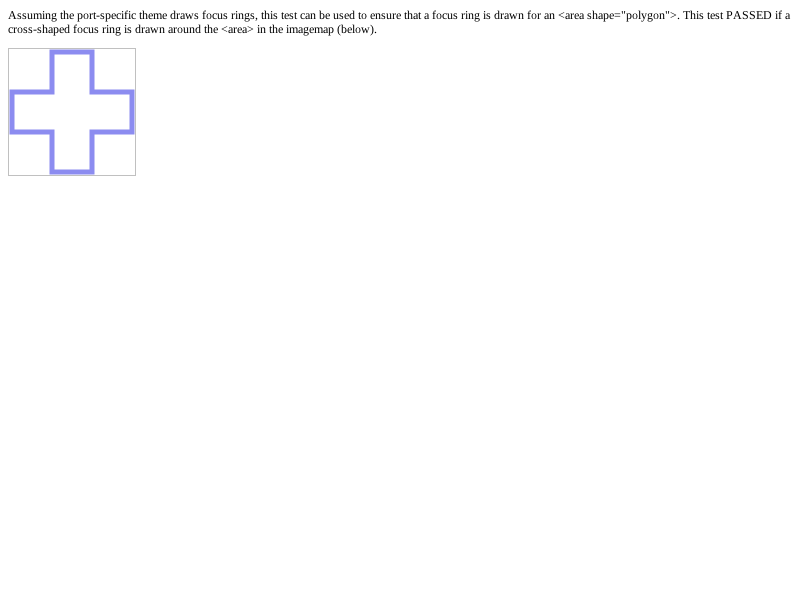 Assuming the port-specific theme draws focus rings, this test can be used to ensure that a focus ring is drawn for an <area shape="polygon">. This test PASSED if a
cross-shaped focus ring is drawn around the <area> in the imagemap (below).